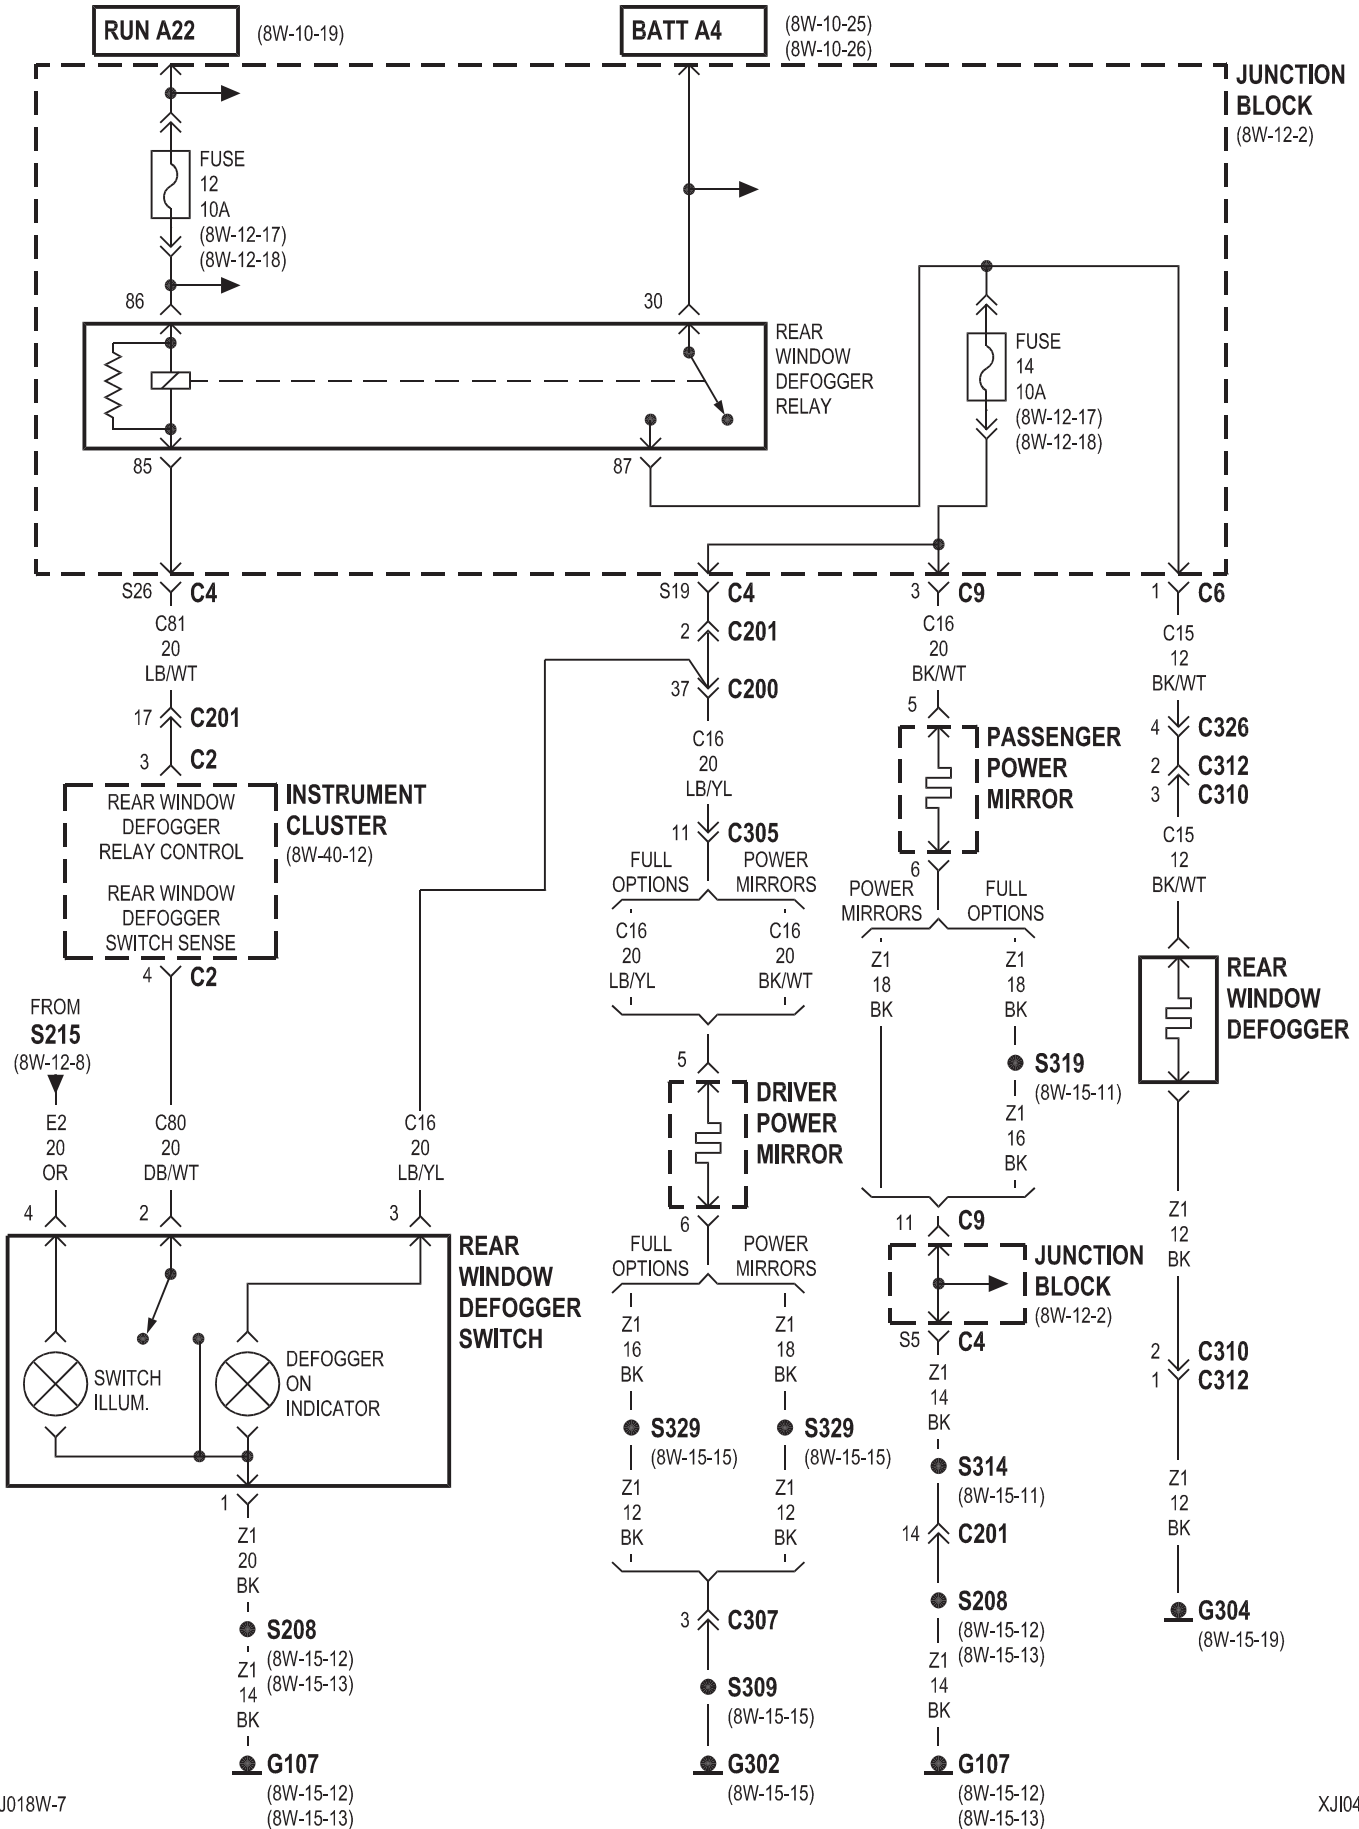 RUN A22
(8W-10-19)
BATT A4
(8W-10-25)
(8W-10-26)
JUNCTION
BLOCK
(8W-12-2)
FUSE
12
10A
(8W-12-17)
(8W-12-18)
86
30
REAR
WINDOW
DEFOGGER
RELAY
FUSE
14
10A
(8W-12-17)
(8W-12-18)
85
87
S26
C4
S19
C4
3
C9
1
C6
C81
20
LB/WT
2
C201
C16
20
BK/WT
C15
12
BK/WT
17
C201
37
C200
5
4
C326
3
C2
C16
20
LB/YL
PASSENGER
POWER
MIRROR
2
C312
3
C310
REAR WINDOW
DEFOGGER
RELAY CONTROL
REAR WINDOW
DEFOGGER
SWITCH SENSE
INSTRUMENT
CLUSTER
(8W-40-12)
11
C305
C15
12
BK/WT
FULL
OPTIONS
POWER
MIRRORS
6
POWER
MIRRORS
FULL
OPTIONS
C16
20
LB/YL
C16
20
BK/WT
Z1
18
BK
Z1
18
BK
4
C2
REAR
WINDOW
DEFOGGER
FROM
S215
(8W-12-8)
5
S319
(8W-15-11)
DRIVER
POWER
MIRROR
E2
20
OR
C80
20
DB/WT
C16
20
LB/YL
Z1
16
BK
4
2
3
6
11
C9
Z1
12
BK
REAR
WINDOW
DEFOGGER
SWITCH
FULL
OPTIONS
POWER
MIRRORS
JUNCTION
BLOCK
(8W-12-2)
SWITCH
ILLUM.
DEFOGGER
ON
INDICATOR
Z1
16
BK
Z1
18
BK
S5
C4
2
C310
1
C312
Z1
14
BK
S329
(8W-15-15)
S329
(8W-15-15)
S314
(8W-15-11)
1
Z1
12
BK
Z1
12
BK
14
C201
Z1
12
BK
Z1
20
BK
S208
(8W-15-12)
(8W-15-13)
3
C307
S208
(8W-15-12)
(8W-15-13)
G304
(8W-15-19)
Z1
14
BK
S309
(8W-15-15)
Z1
14
BK
G107
(8W-15-12)
(8W-15-13)
G302
(8W-15-15)
G107
(8W-15-12)
(8W-15-13)
J018W-7
XJI04